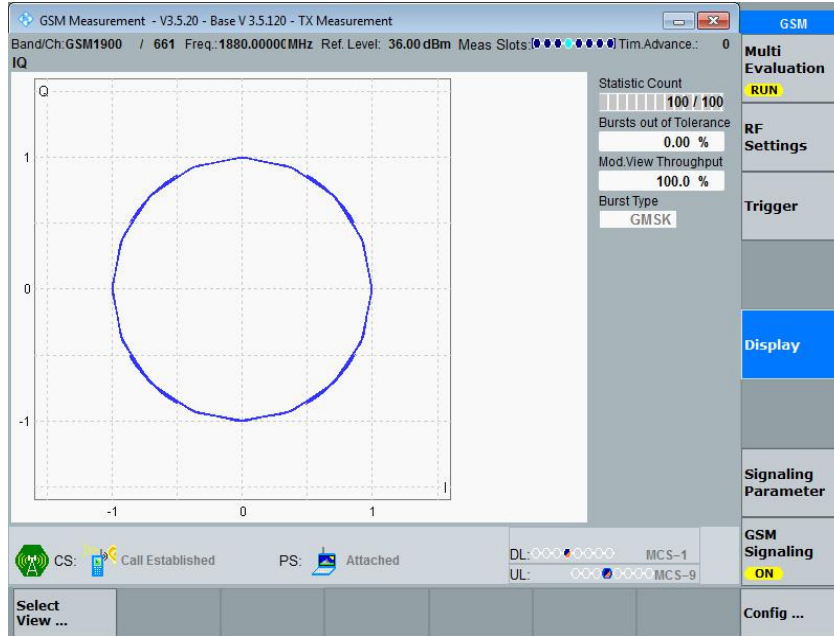 GSM Measurement - V3.5.20 - Base V 3.5.120 - TX Measurement
GSM
Band/Ch:GSM1900 / 661 Freq.:1880.0000 MHz Ref. Level: 36.00 dBm Meas Slots: Tim.Advance.: 0
IQ
Multi
Evaluation
RUN
Q
1
0
-1
-1 0 1
I
Statistic Count
100 / 100
Bursts out of Tolerance
0.00 %
Mod.View Throughput
100.0 %
Burst Type
GMSK
RF
Settings
Trigger
Display
Signaling
Parameter
GSM
Signaling
ON
CS: Call Established PS: Attached
DL: MCS-1
UL: MCS-9
Select
View ...
Config ...